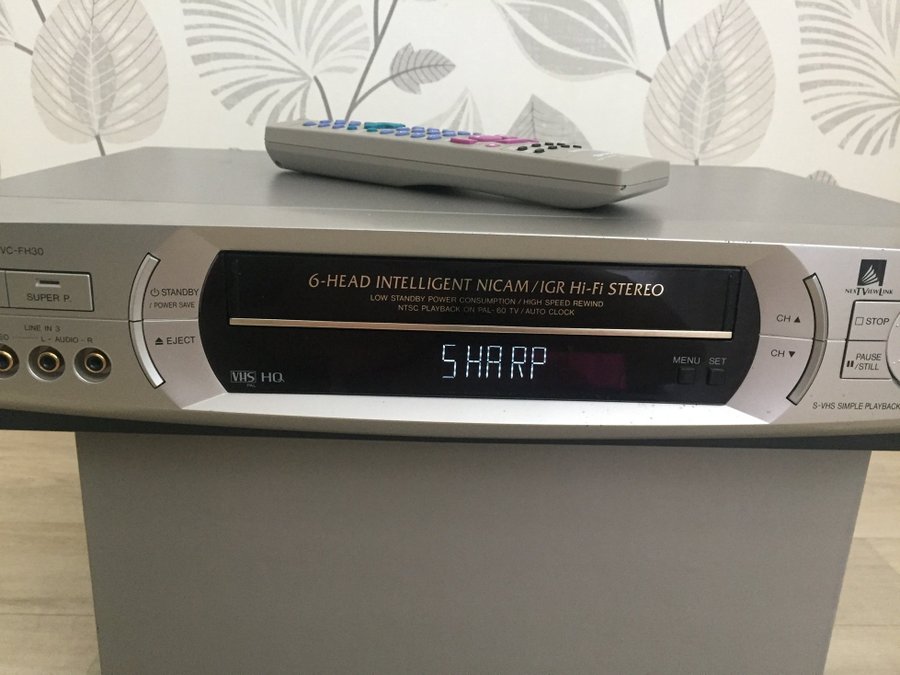 VC-FH30
SUPER P.
LINE IN 3
L - AUDIO - R
STANDBY
/ POWER SAVE
EJECT
6-HEAD INTELLIGENT NICAM/IGR Hi-Fi STEREO
LOW STANDBY POWER CONSUMPTION / HIGH SPEED REWIND
NTSC PLAYBACK ON PAL-60 TV / AUTO CLOCK
SHARP
VHS HQ
PAL
MENU SET
CH ▲
CH ▼
NEXTVIEWLINK
STOP
PAUSE
/STILL
S-VHS SIMPLE PLAYBACK